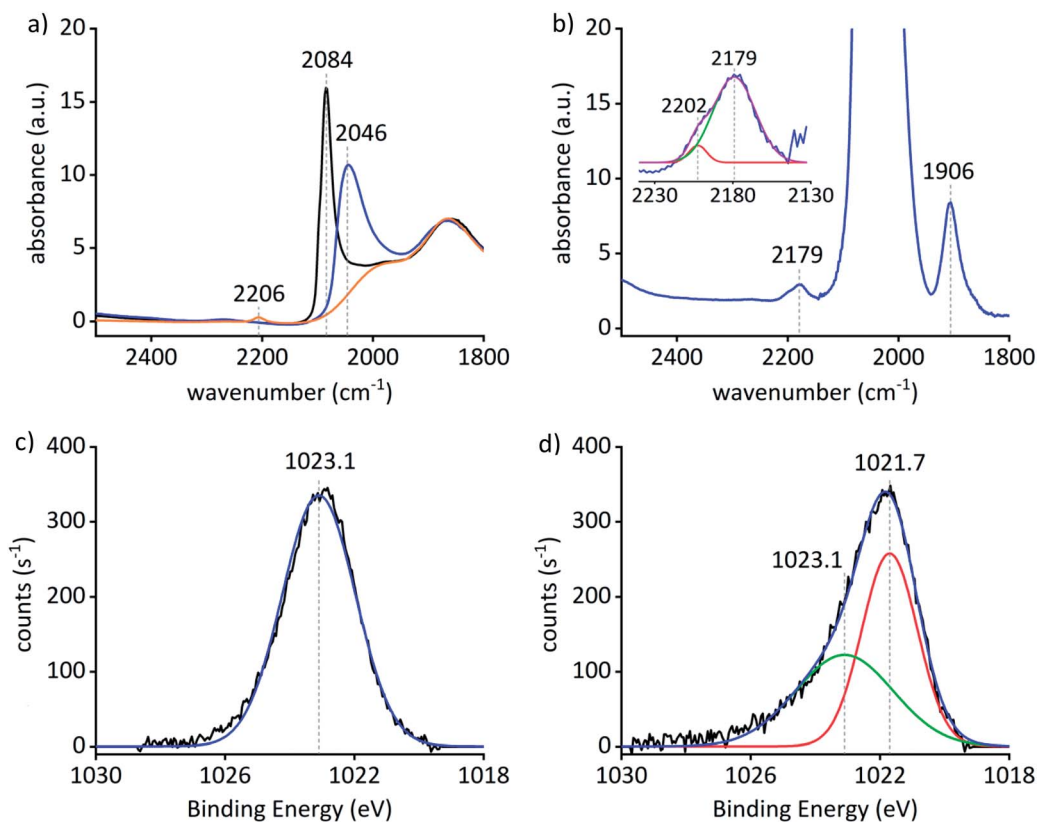 a)
20
15
10
5
0
absorbance (a.u.)
2084
2046
2206
2400 2200 2000 1800
wavenumber (cm⁻¹)
b)
20
15
10
5
0
absorbance (a.u.)
2179
2202
2230 2180 2130
1906
2179
2400 2200 2000 1800
wavenumber (cm⁻¹)
c)
400
300
200
100
0
counts (s⁻¹)
1023.1
1030 1026 1022 1018
Binding Energy (eV)
d)
400
300
200
100
0
counts (s⁻¹)
1021.7
1023.1
1030 1026 1022 1018
Binding Energy (eV)